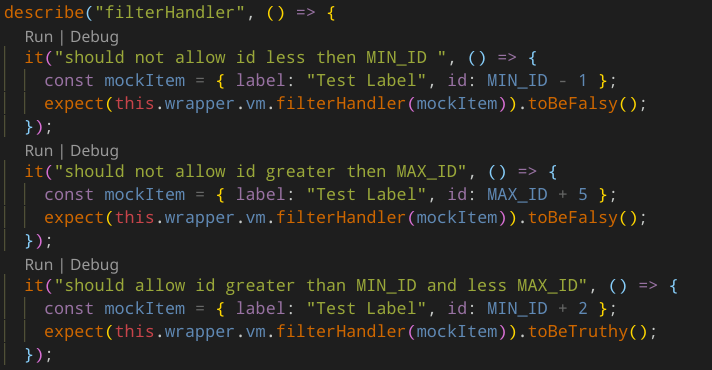 describe("filterHandler", () => {
Run | Debug
it("should not allow id less then MIN_ID ", () => {
const mockItem = { label: "Test Label", id: MIN_ID - 1 };
expect(this.wrapper.vm.filterHandler(mockItem)).toBeFalsy();
});
Run | Debug
it("should not allow id greater then MAX_ID", () => {
const mockItem = { label: "Test Label", id: MAX_ID + 5 };
expect(this.wrapper.vm.filterHandler(mockItem)).toBeFalsy();
});
Run | Debug
it("should allow id greater than MIN_ID and less MAX_ID", () => {
const mockItem = { label: "Test Label", id: MIN_ID + 2 };
expect(this.wrapper.vm.filterHandler(mockItem)).toBeTruthy();
});